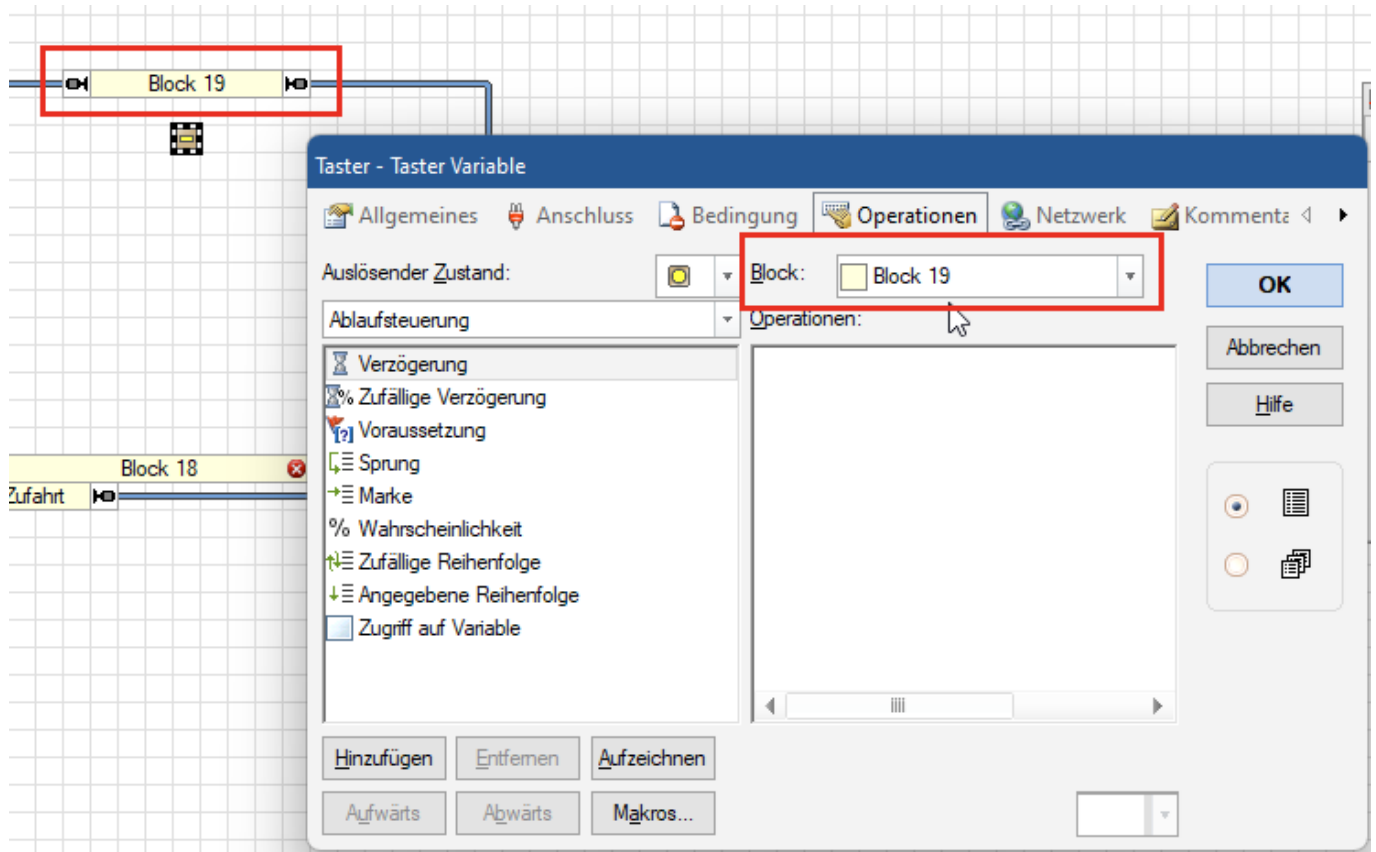 Block 19
Taster - Taster Variable
Allgemeines Anschluss Bedingung Operationen Netzwerk Kommenta
Auslösender Zustand: Block: Block 19
OK
Ablaufsteuerung Operationen:
Abbrechen
Verzögerung
Zufällige Verzögerung
Hilfe
Voraussetzung
Block 18
Sprung
Zufahrt
Marke
% Wahrscheinlichkeit
Zufällige Reihenfolge
Angegebene Reihenfolge
Zugriff auf Variable
Hinzufügen Entfernen Aufzeichnen
Aufwärts Abwärts Makros...